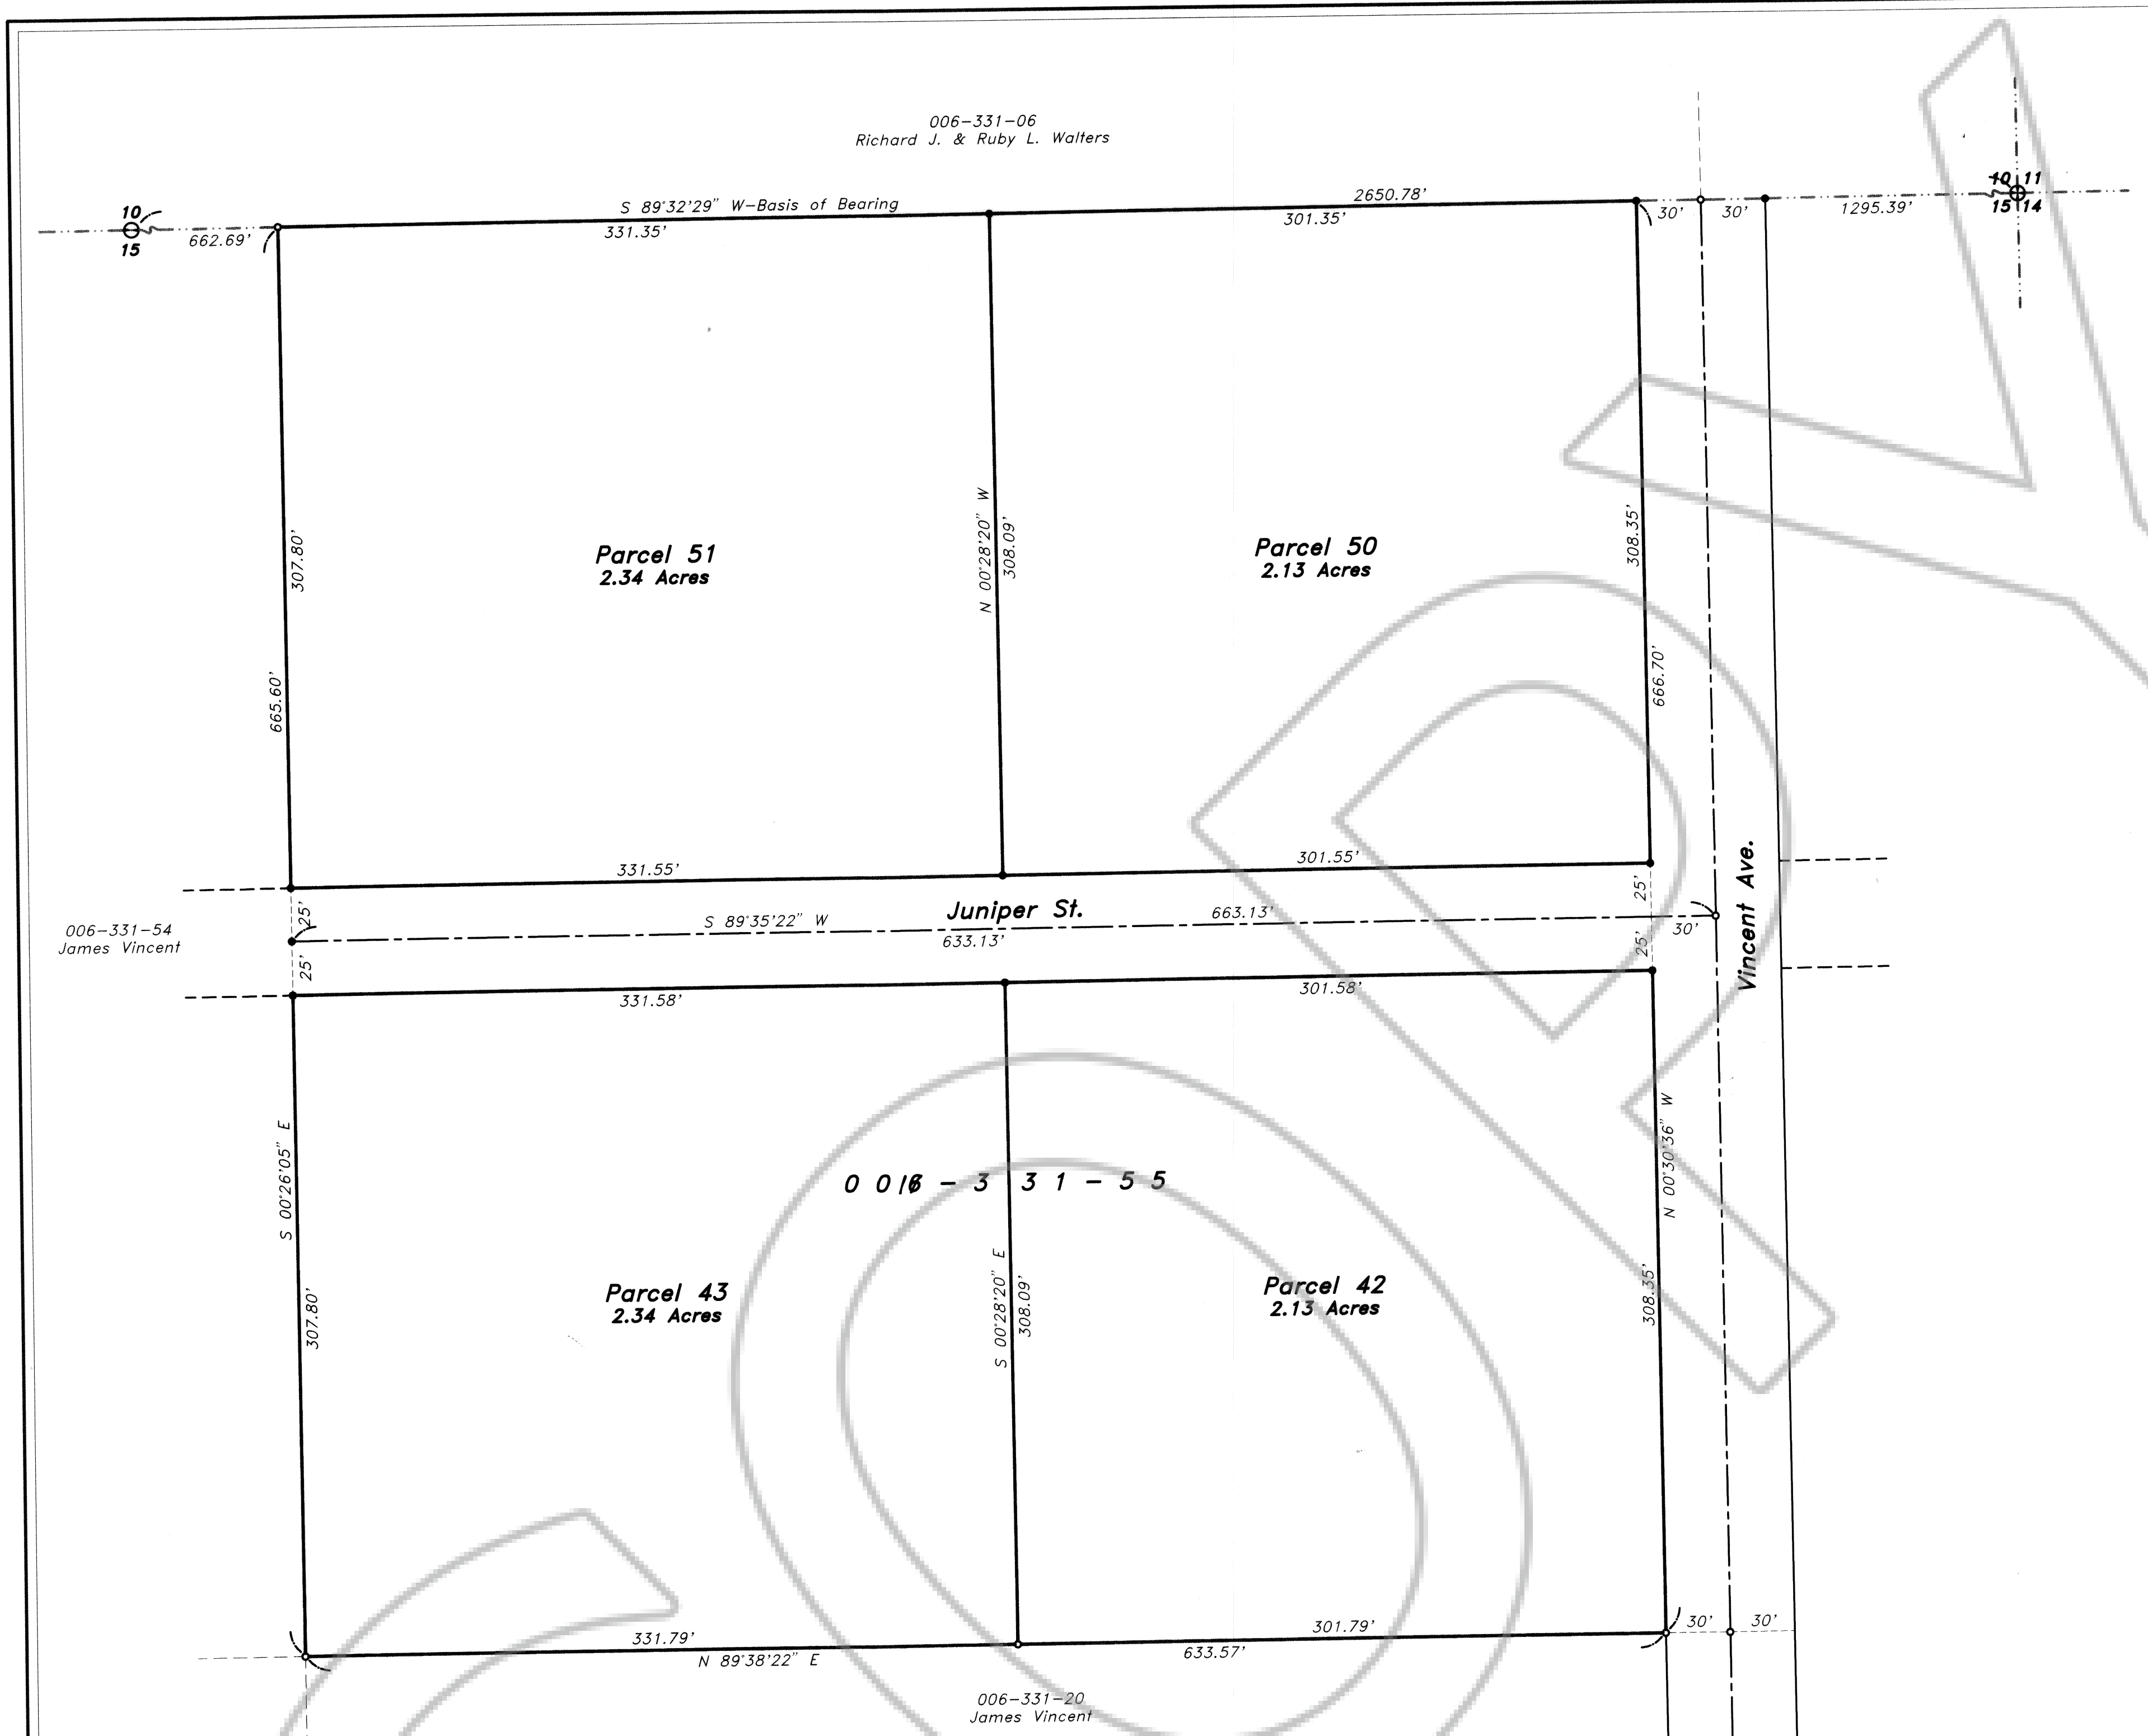 006-331-06
Richard J. & Ruby L. Walters
10
15
662.69'
S 89°32'29" W-Basis of Bearing
331.35'
2650.78'
301.35'
30'
30'
1295.39'
10 11
15 14
307.80'
665.60'
Parcel 51
2.34 Acres
N 00°28'20" W
308.09'
Parcel 50
2.13 Acres
308.35'
666.70'
331.55'
301.55'
25'
25'
Juniper St.
S 89°35'22" W
663.13'
633.13'
25'
25'
30'
Vincent Ave.
006-331-54
James Vincent
331.58'
301.58'
S 00°26'05" E
307.80'
-331-55
Parcel 43
2.34 Acres
S 00°28'20" E
308.09'
Parcel 42
2.13 Acres
N 00°30'36" W
308.35'
331.79'
301.79'
N 89°38'22" E
633.57'
30'
30'
006-331-20
James Vincent
COPY